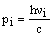 pᵢ = hνᵢ / c